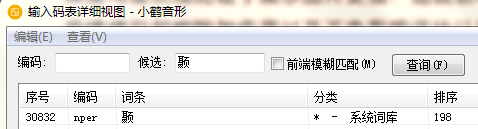 输入码表详细视图 - 小鹤音形
编辑(E) 查看(V)
编码: 候选: 颞 前端模糊匹配(M) 查询(F)
序号 编码 词条 分类 排序
30832 nper 颞 * - 系统词库 198